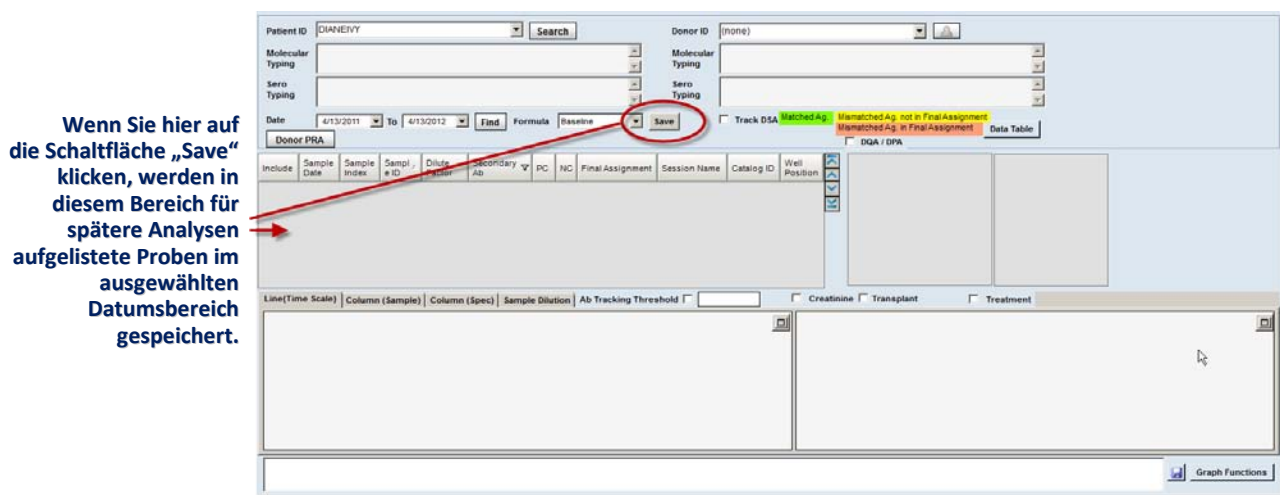 Wenn Sie hier auf
die Schaltfläche „Save“
klicken, werden in
diesem Bereich für
spätere Analysen
aufgelistete Proben im
ausgewählten
Datumsbereich
gespeichert.
Patient ID DIANEIVY Search Donor ID (none)
Molecular Typing Molecular Typing
Sero Typing Sero Typing
Date 4/13/2011 To 4/13/2012 Find Formula Baseline Save Track DSA Matched Ag. Mismatched Ag. not in Final Assignment
Mismatched Ag. in Final Assignment Data Table
Donor PRA DQA / DPA
Include Sample Date Sample Index Sampl e ID Dilute Factor Secondary Ab PC NC Final Assignment Session Name Catalog ID Well Position
Line(Time Scale) Column (Sample) Column (Spec) Sample Dilution Ab Tracking Threshold Creatinine Transplant Treatment
Graph Functions